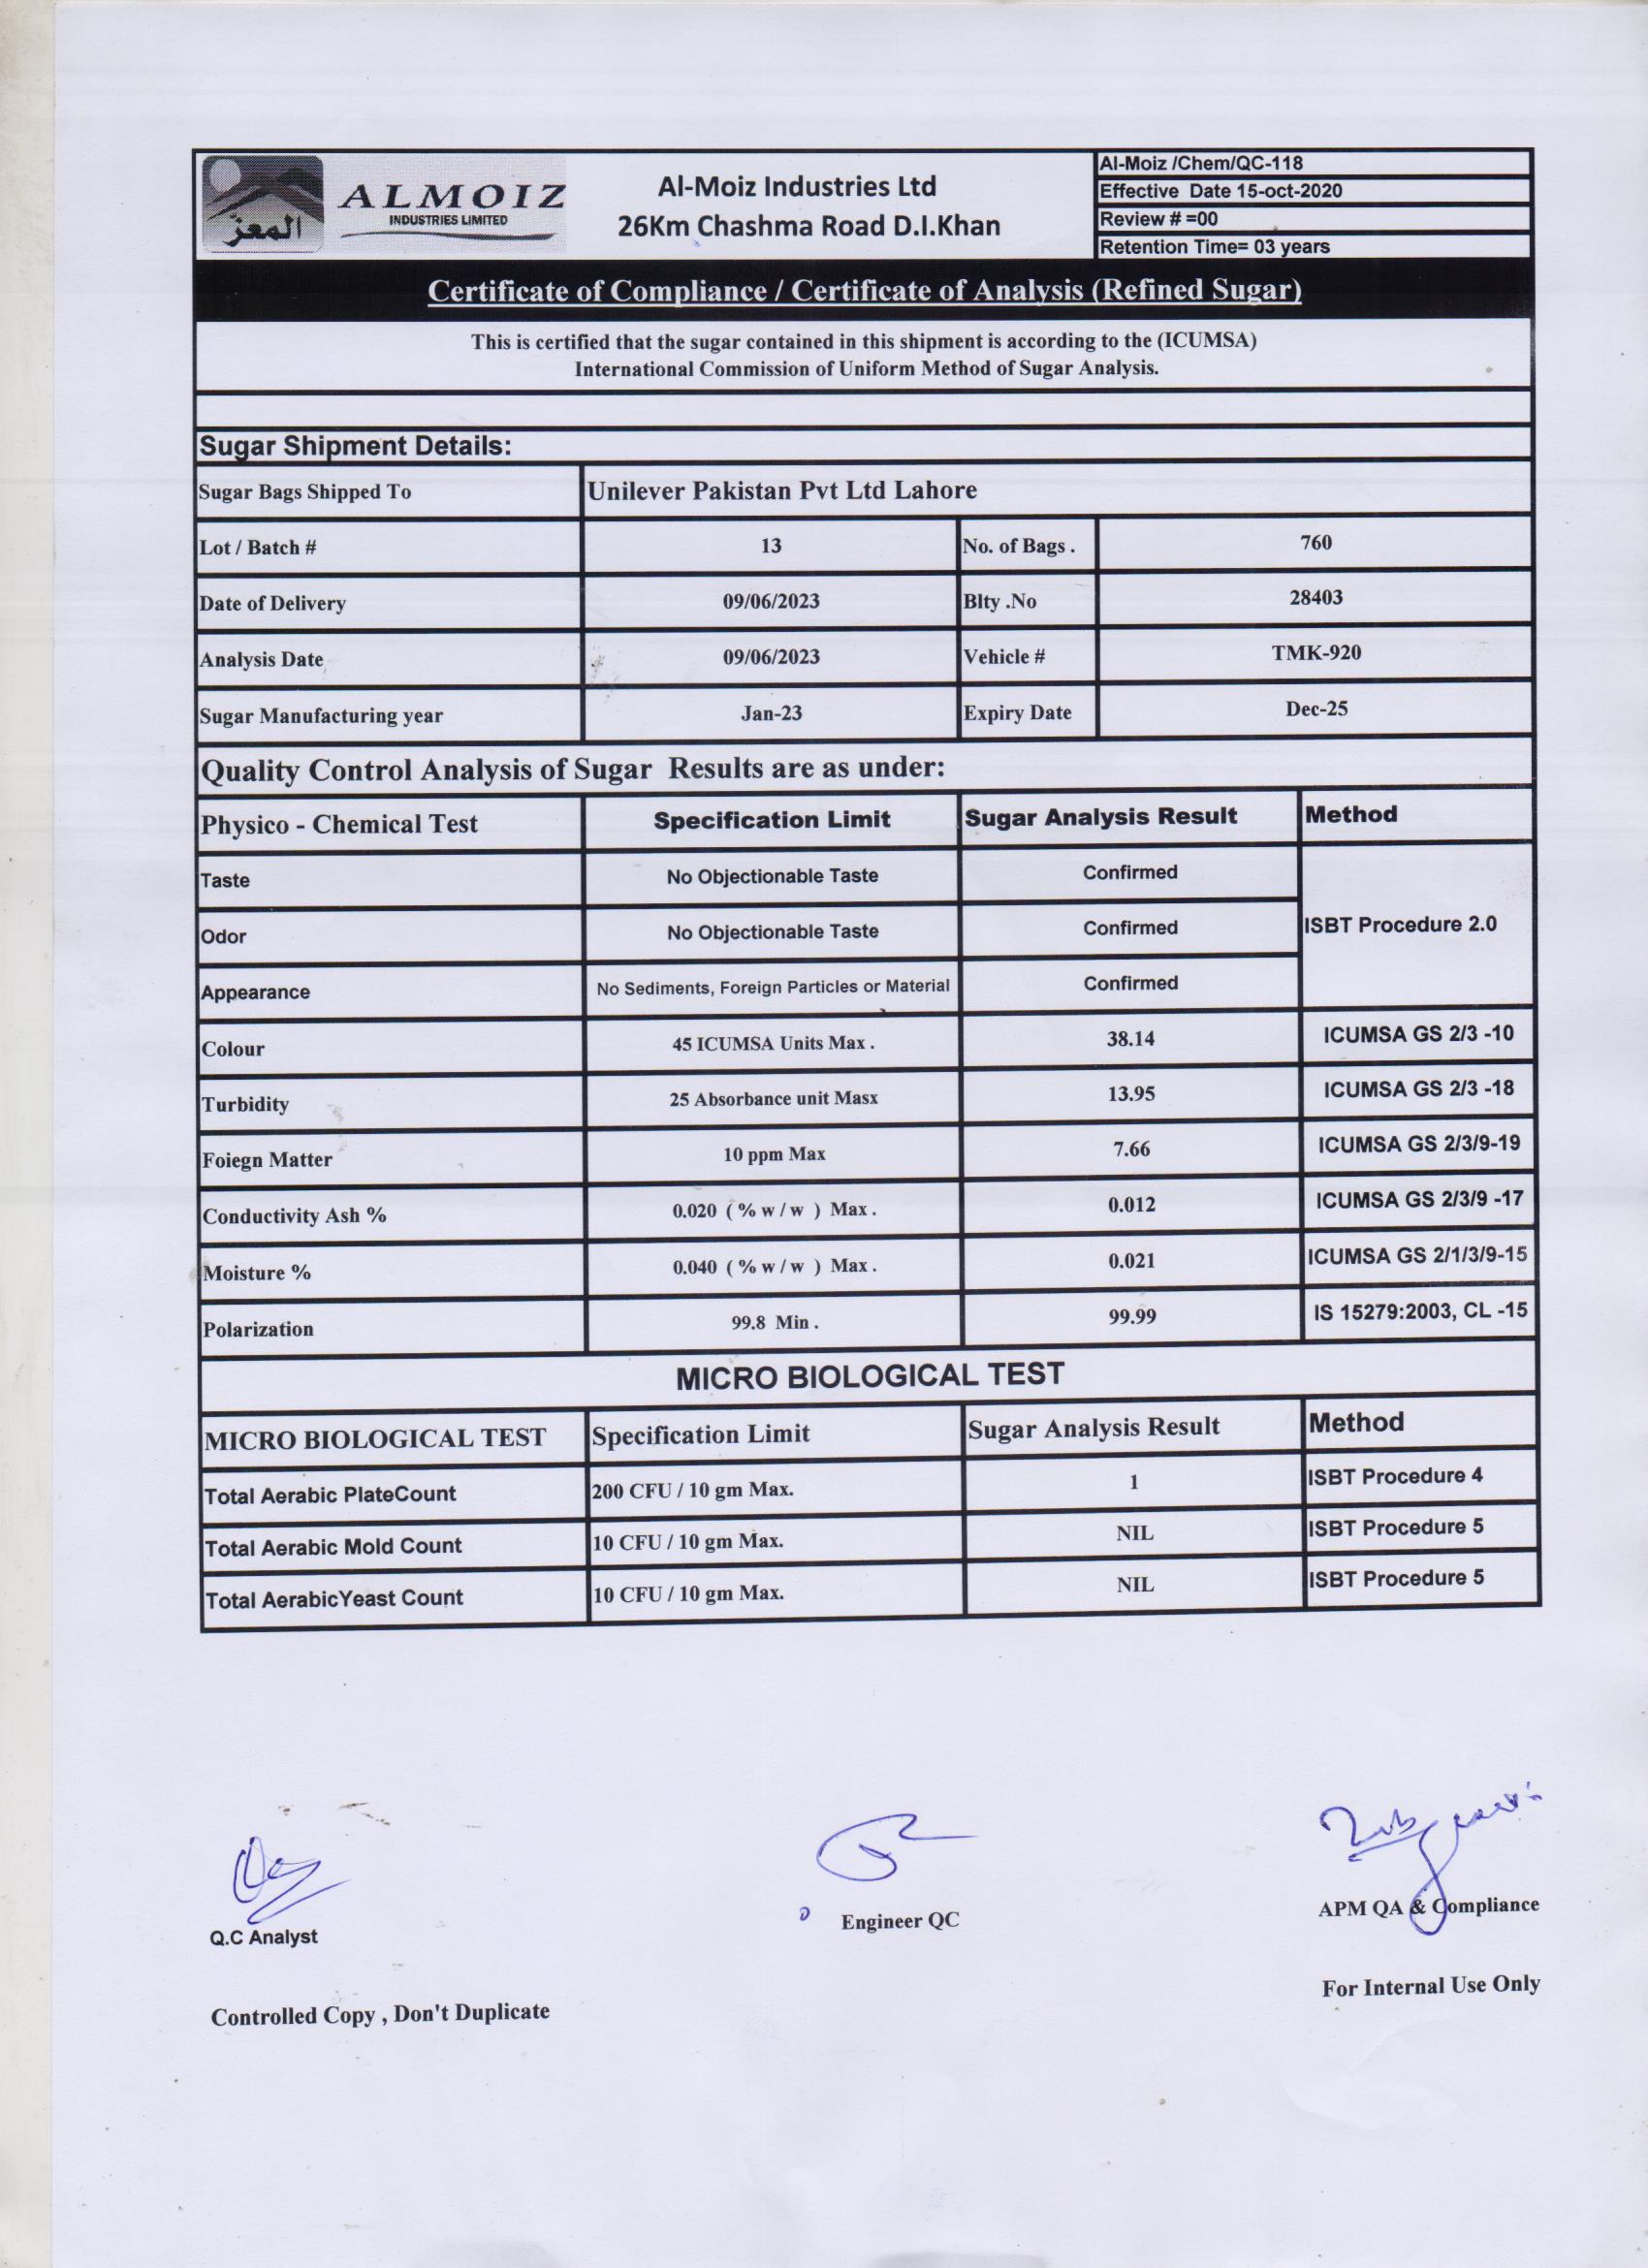 المعز
ALMOIZ
INDUSTRIES LIMITED
Al-Moiz Industries Ltd
26Km Chashma Road D.I.Khan
Al-Moiz /Chem/QC-118
Effective Date 15-oct-2020
Review # =00
Retention Time= 03 years
Certificate of Compliance / Certificate of Analysis (Refined Sugar)
This is certified that the sugar contained in this shipment is according to the (ICUMSA)
International Commission of Uniform Method of Sugar Analysis.
Sugar Shipment Details:
Sugar Bags Shipped To Unilever Pakistan Pvt Ltd Lahore
Lot / Batch # 13 No. of Bags . 760
Date of Delivery 09/06/2023 Blty .No 28403
Analysis Date 09/06/2023 Vehicle # TMK-920
Sugar Manufacturing year Jan-23 Expiry Date Dec-25
Quality Control Analysis of Sugar Results are as under:
Physico - Chemical Test Specification Limit Sugar Analysis Result Method
Taste No Objectionable Taste Confirmed
Odor No Objectionable Taste Confirmed ISBT Procedure 2.0
Appearance No Sediments, Foreign Particles or Material Confirmed
Colour 45 ICUMSA Units Max . 38.14 ICUMSA GS 2/3 -10
Turbidity 25 Absorbance unit Masx 13.95 ICUMSA GS 2/3 -18
Foiegn Matter 10 ppm Max 7.66 ICUMSA GS 2/3/9-19
Conductivity Ash % 0.020 ( % w / w ) Max . 0.012 ICUMSA GS 2/3/9 -17
Moisture % 0.040 ( % w / w ) Max . 0.021 ICUMSA GS 2/1/3/9-15
Polarization 99.8 Min . 99.99 IS 15279:2003, CL -15
MICRO BIOLOGICAL TEST
MICRO BIOLOGICAL TEST Specification Limit Sugar Analysis Result Method
Total Aerabic PlateCount 200 CFU / 10 gm Max. 1 ISBT Procedure 4
Total Aerabic Mold Count 10 CFU / 10 gm Max. NIL ISBT Procedure 5
Total AerabicYeast Count 10 CFU / 10 gm Max. NIL ISBT Procedure 5
Q.C Analyst Engineer QC APM QA & Compliance
Controlled Copy , Don't Duplicate For Internal Use Only